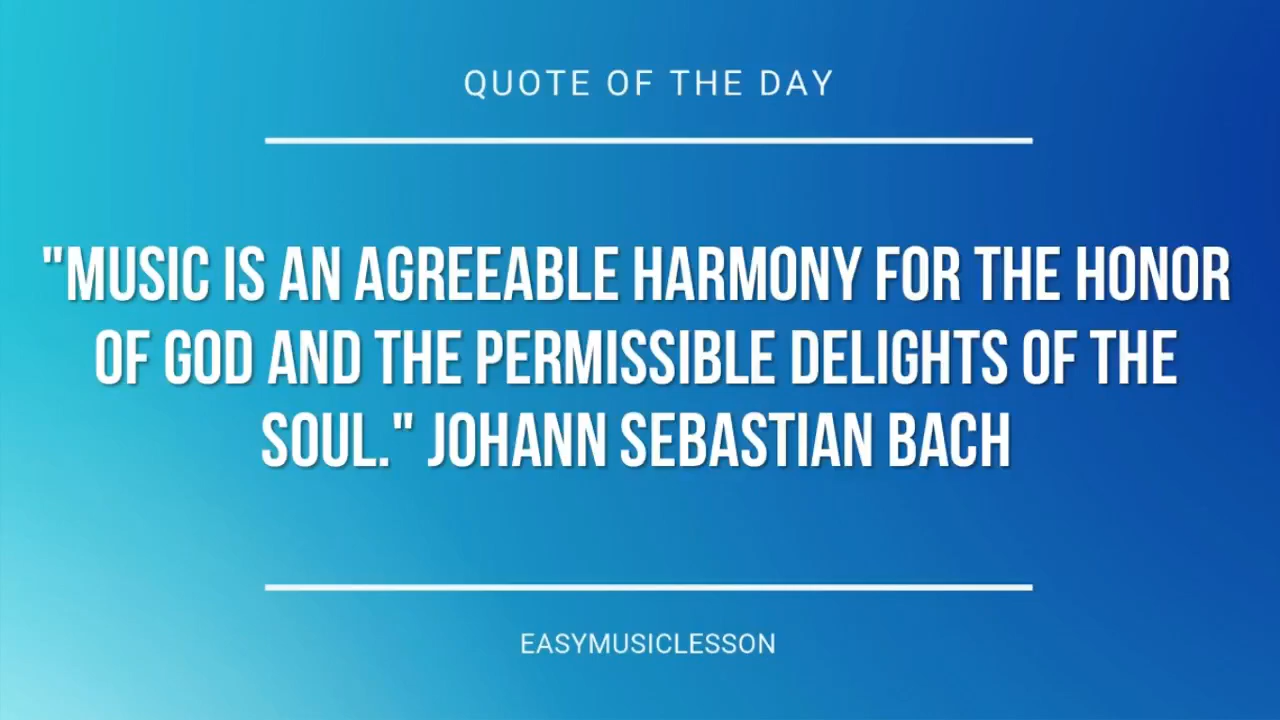 QUOTE OF THE DAY
"MUSIC IS AN AGREEABLE HARMONY FOR THE HONOR
OF GOD AND THE PERMISSIBLE DELIGHTS OF THE
SOUL." JOHANN SEBASTIAN BACH
EASYMUSICLESSON